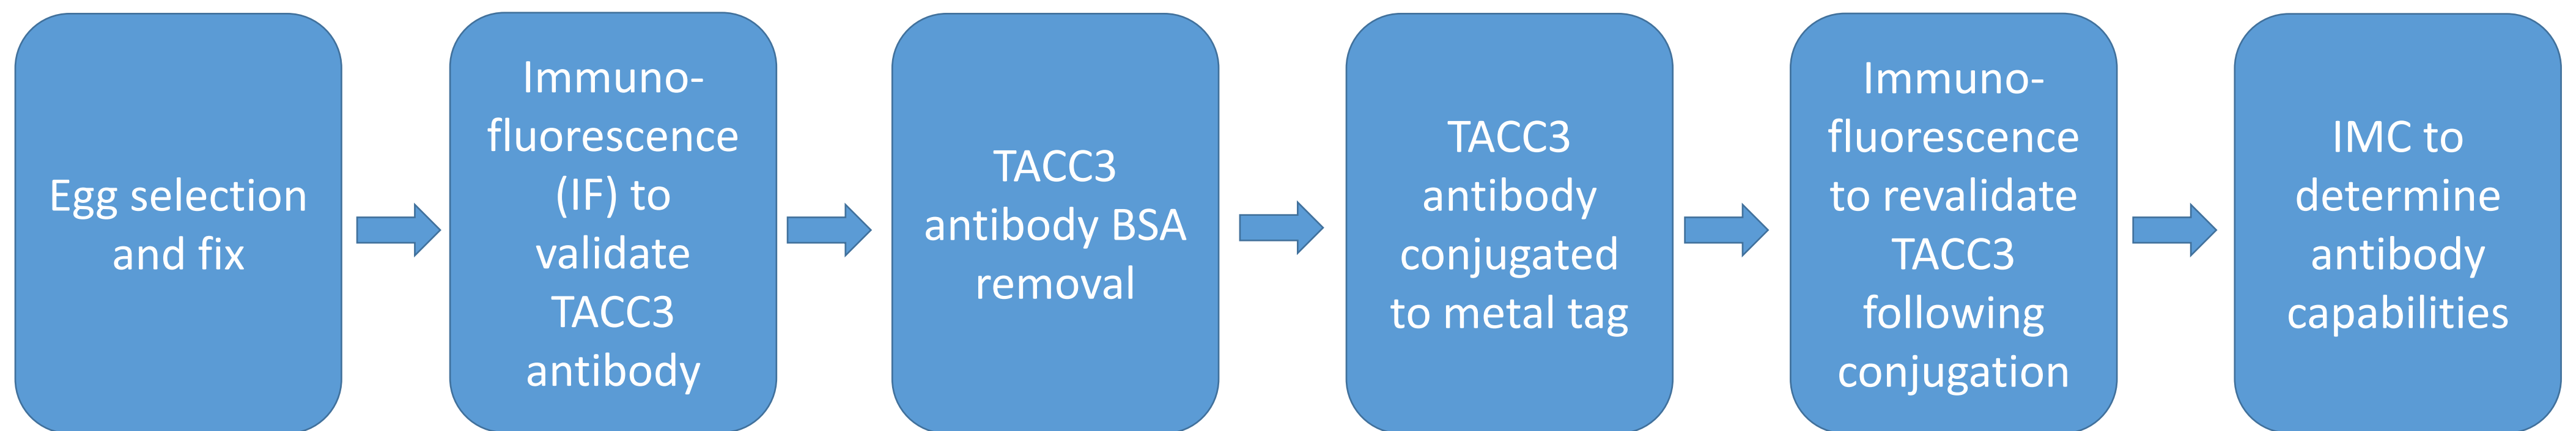 Egg selection
and fix
Immuno-
fluorescence
(IF) to
validate
TACC3
antibody
TACC3
antibody BSA
removal
TACC3
antibody
conjugated
to metal tag
Immuno-
fluorescence
to revalidate
TACC3
following
conjugation
IMC to
determine
antibody
capabilities